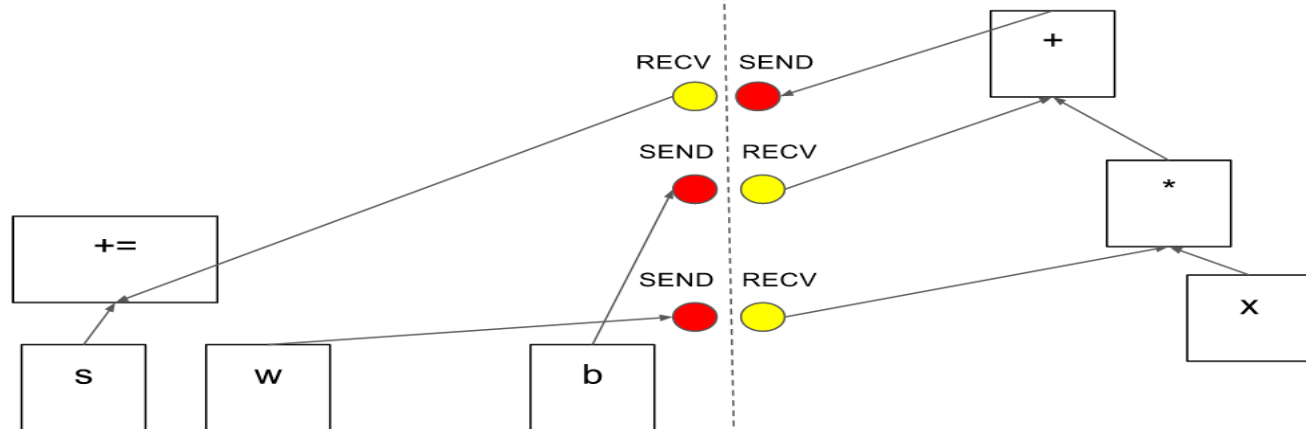 +
RECV SEND
SEND RECV
*
+=
SEND RECV
x
s w b